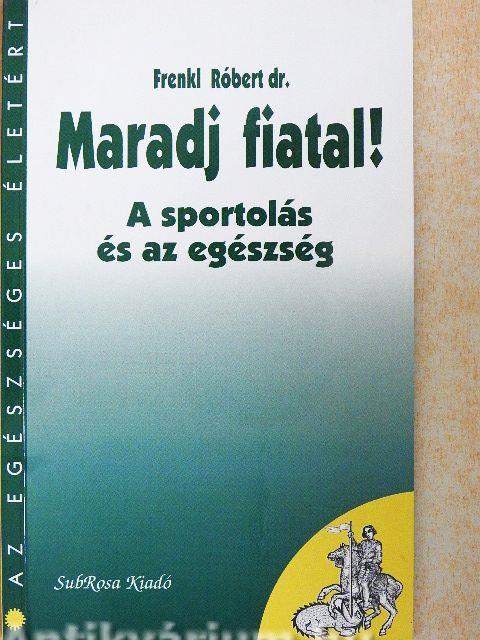 Frenkl Róbert dr.
Maradj fiatal!
A sportolás
és az egészség
AZ EGÉSZSÉGES ÉLETÉRT
SubRosa Kiadó